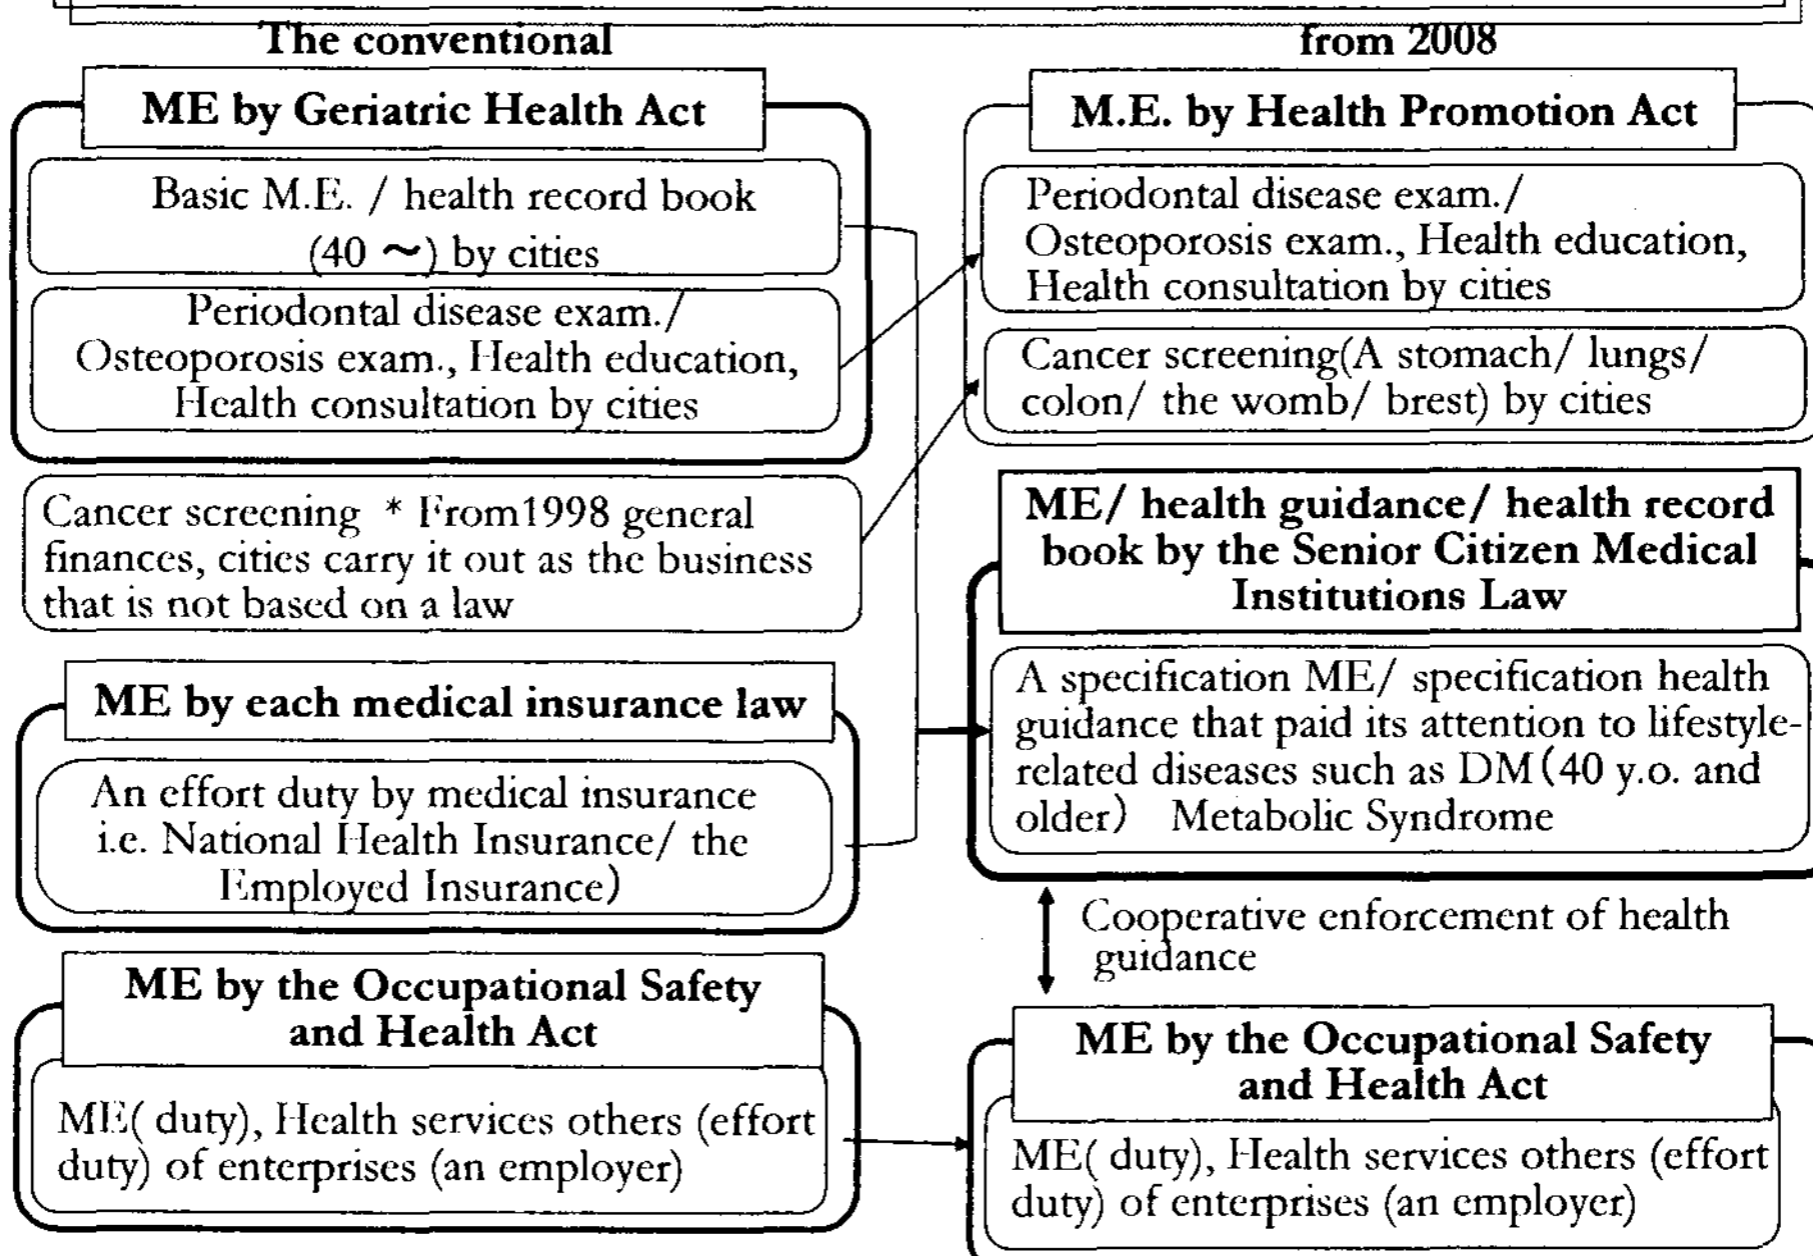 The conventional
ME by Geriatric Health Act
Basic M.E. / health record book
(40 ～) by cities
Periodontal disease exam./
Osteoporosis exam., Health education,
Health consultation by cities
Cancer screening * From1998 general
finances, cities carry it out as the business
that is not based on a law
ME by each medical insurance law
An effort duty by medical insurance
i.e. National Health Insurance/ the
Employed Insurance)
ME by the Occupational Safety
and Health Act
ME( duty), Health services others (effort
duty) of enterprises (an employer)
from 2008
M.E. by Health Promotion Act
Periodontal disease exam./
Osteoporosis exam., Health education,
Health consultation by cities
Cancer screening(A stomach/ lungs/
colon/ the womb/ brest) by cities
ME/ health guidance/ health record
book by the Senior Citizen Medical
Institutions Law
A specification ME/ specification health
guidance that paid its attention to lifestyle-
related diseases such as DM(40 y.o. and
older) Metabolic Syndrome
Cooperative enforcement of health
guidance
ME by the Occupational Safety
and Health Act
ME( duty), Health services others (effort
duty) of enterprises (an employer)